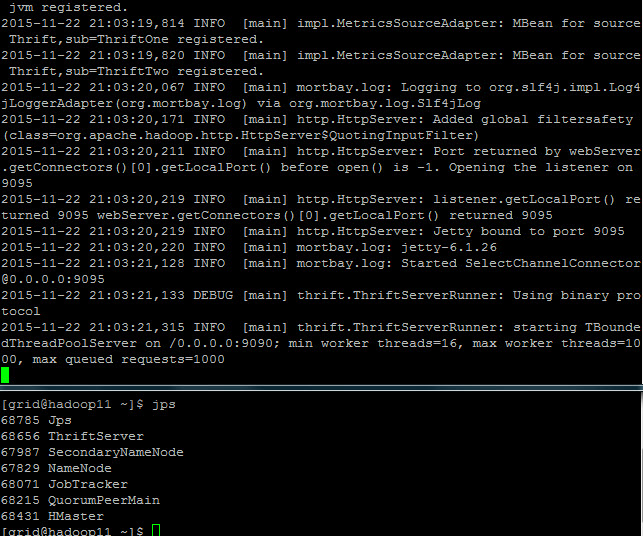 jvm registered.
2015-11-22 21:03:19,814 INFO  [main] impl.MetricsSourceAdapter: MBean for source
Thrift,sub=ThriftOne registered.
2015-11-22 21:03:19,820 INFO  [main] impl.MetricsSourceAdapter: MBean for source
Thrift,sub=ThriftTwo registered.
2015-11-22 21:03:20,067 INFO  [main] mortbay.log: Logging to org.slf4j.impl.Log4
jLoggerAdapter(org.mortbay.log) via org.mortbay.log.Slf4jLog
2015-11-22 21:03:20,171 INFO  [main] http.HttpServer: Added global filtersafety
(class=org.apache.hadoop.http.HttpServer$QuotingInputFilter)
2015-11-22 21:03:20,211 INFO  [main] http.HttpServer: Port returned by webServer
.getConnectors()[0].getLocalPort() before open() is -1. Opening the listener on
9095
2015-11-22 21:03:20,219 INFO  [main] http.HttpServer: listener.getLocalPort() re
turned 9095 webServer.getConnectors()[0].getLocalPort() returned 9095
2015-11-22 21:03:20,219 INFO  [main] http.HttpServer: Jetty bound to port 9095
2015-11-22 21:03:20,220 INFO  [main] mortbay.log: jetty-6.1.26
2015-11-22 21:03:21,128 INFO  [main] mortbay.log: Started SelectChannelConnector
@0.0.0.0:9095
2015-11-22 21:03:21,133 DEBUG [main] thrift.ThriftServerRunner: Using binary pro
tocol
2015-11-22 21:03:21,315 INFO  [main] thrift.ThriftServerRunner: starting TBounde
dThreadPoolServer on /0.0.0.0:9090; min worker threads=16, max worker threads=10
00, max queued requests=1000
[grid@hadoop11 ~]$ jps
68785 Jps
68656 ThriftServer
67987 SecondaryNameNode
67829 NameNode
68071 JobTracker
68215 QuorumPeerMain
68431 HMaster
[grid@hadoop11 ~]$